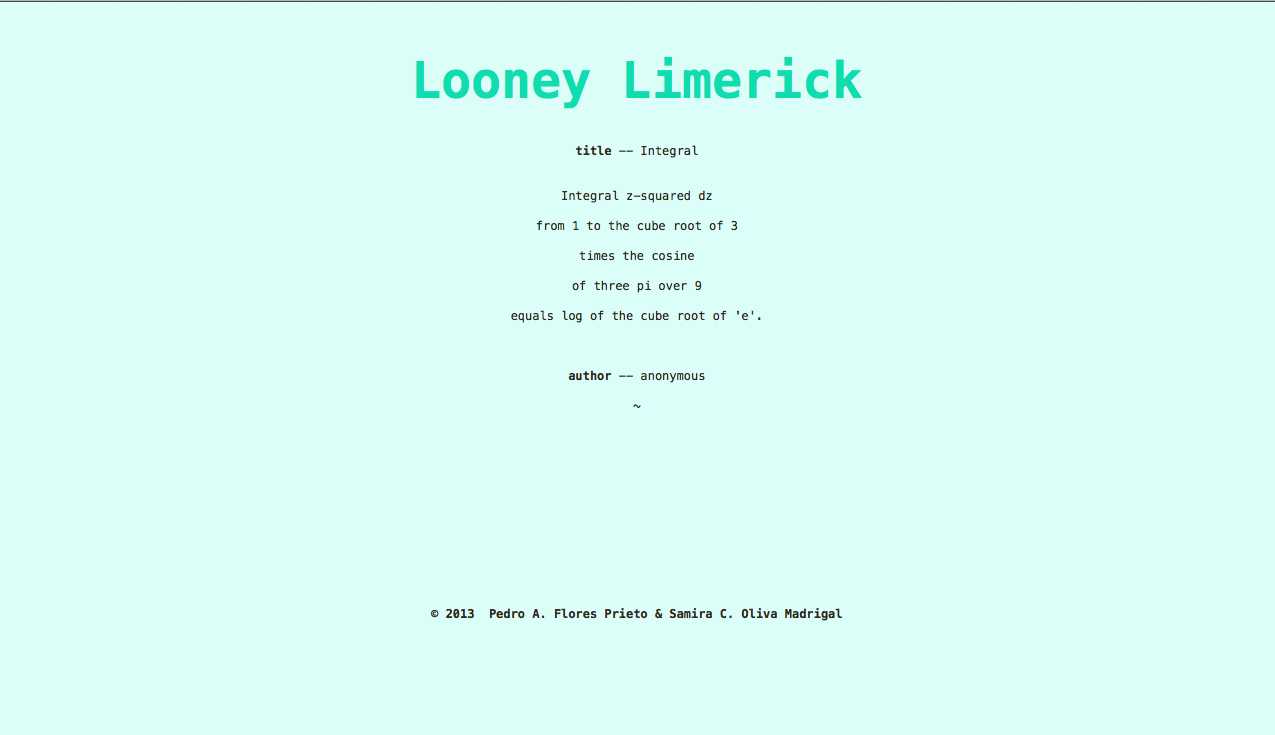 Looney Limerick
title –– Integral
Integral z-squared dz
from 1 to the cube root of 3
times the cosine
of three pi over 9
equals log of the cube root of 'e'.
author –– anonymous
~
© 2013  Pedro A. Flores Prieto & Samira C. Oliva Madrigal